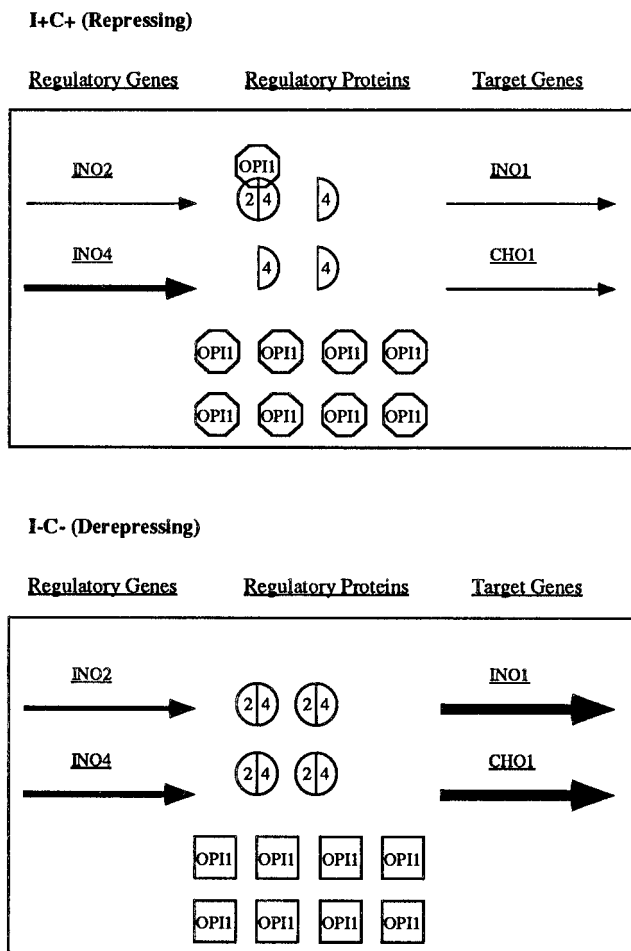 I+C+ (Repressing)
Regulatory Genes Regulatory Proteins Target Genes
INO2 OPI1 INO1
2 4 4
INO4 CHO1
4 4
OPI1 OPI1 OPI1 OPI1
OPI1 OPI1 OPI1 OPI1
I-C- (Derepressing)
Regulatory Genes Regulatory Proteins Target Genes
INO2 INO1
2 4 2 4
INO4 CHO1
2 4 2 4
OPI1 OPI1 OPI1 OPI1
OPI1 OPI1 OPI1 OPI1